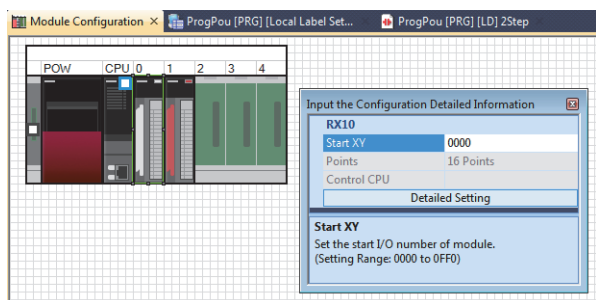 Module Configuration × ProgPou [PRG] [Local Label Set... ProgPou [PRG] [LD] 2Step
POW CPU 0 1 2 3 4
Input the Configuration Detailed Information
RX10
Start XY 0000
Points 16 Points
Control CPU
Detailed Setting
Start XY
Set the start I/O number of module.
(Setting Range: 0000 to 0FF0)